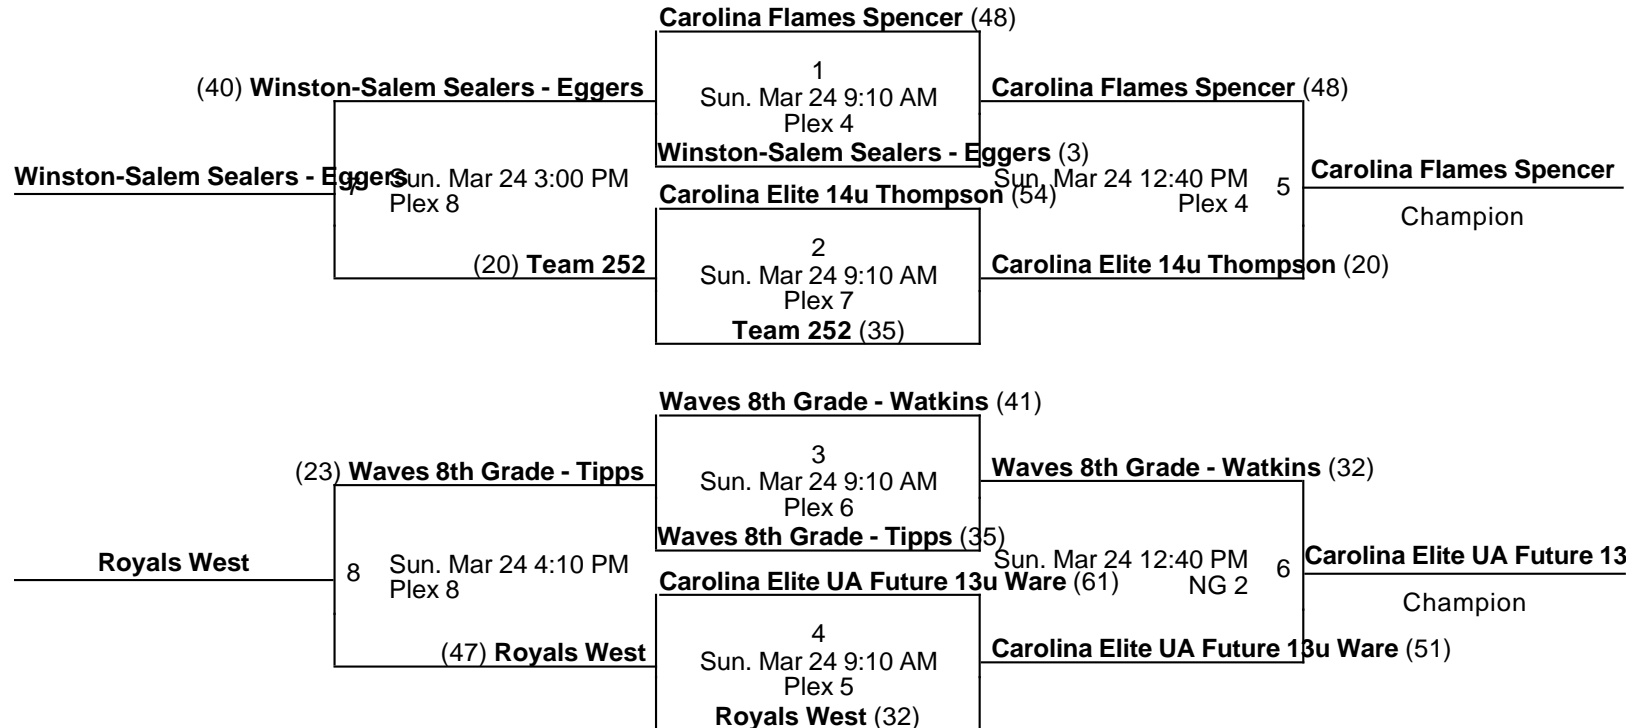 Carolina Flames Spencer (48)
1
Sun. Mar 24 9:10 AM
Plex 4
(40) Winston-Salem Sealers - Eggers
Carolina Flames Spencer (48)
Winston-Salem Sealers - Eggers (3)
Winston-Salem Sealers - Eggers
7 Sun. Mar 24 3:00 PM
Plex 8
Carolina Elite 14u Thompson (54)
Sun. Mar 24 12:40 PM 5
Plex 4
Carolina Flames Spencer
Champion
2
Sun. Mar 24 9:10 AM
Plex 7
(20) Team 252
Carolina Elite 14u Thompson (20)
Team 252 (35)
Waves 8th Grade - Watkins (41)
3
Sun. Mar 24 9:10 AM
Plex 6
(23) Waves 8th Grade - Tipps
Waves 8th Grade - Watkins (32)
Waves 8th Grade - Tipps (35)
Royals West
8 Sun. Mar 24 4:10 PM
Plex 8
Carolina Elite UA Future 13u Ware (61)
Sun. Mar 24 12:40 PM 6
NG 2
Carolina Elite UA Future 13
Champion
4
Sun. Mar 24 9:10 AM
Plex 5
(47) Royals West
Carolina Elite UA Future 13u Ware (51)
Royals West (32)